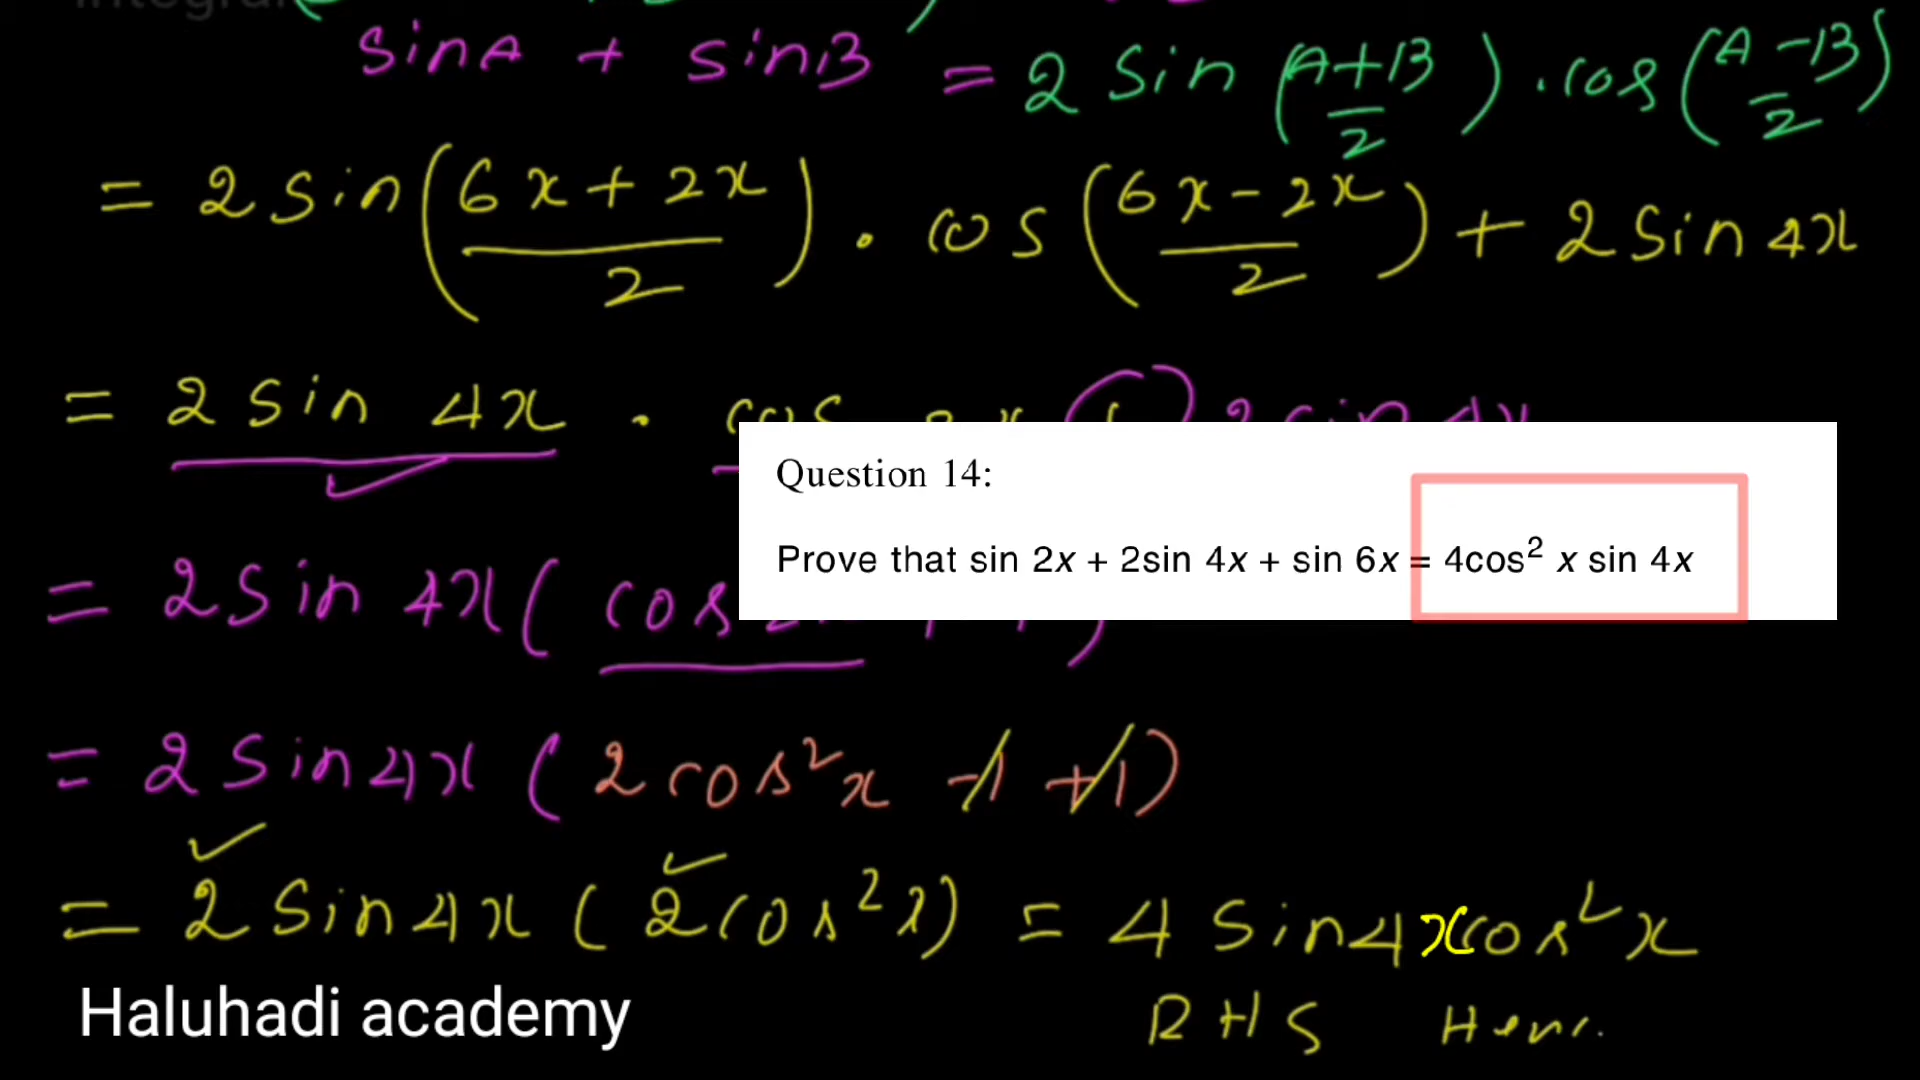 sinA + sinB = 2 sin (A+B/2) . cos (A-B/2)
= 2 sin (6x + 2x/2) . cos (6x - 2x/2) + 2 sin 4x
= 2 sin 4x . cos
Question 14:
Prove that sin 2x + 2sin 4x + sin 6x = 4cos² x sin 4x
= 2 sin 4x ( cos
= 2 sin 4x ( 2 cos²x -1 +1)
= 2 sin 4x ( 2 cos²x) = 4 sin 4x cos²x
Haluhadi academy
RHS